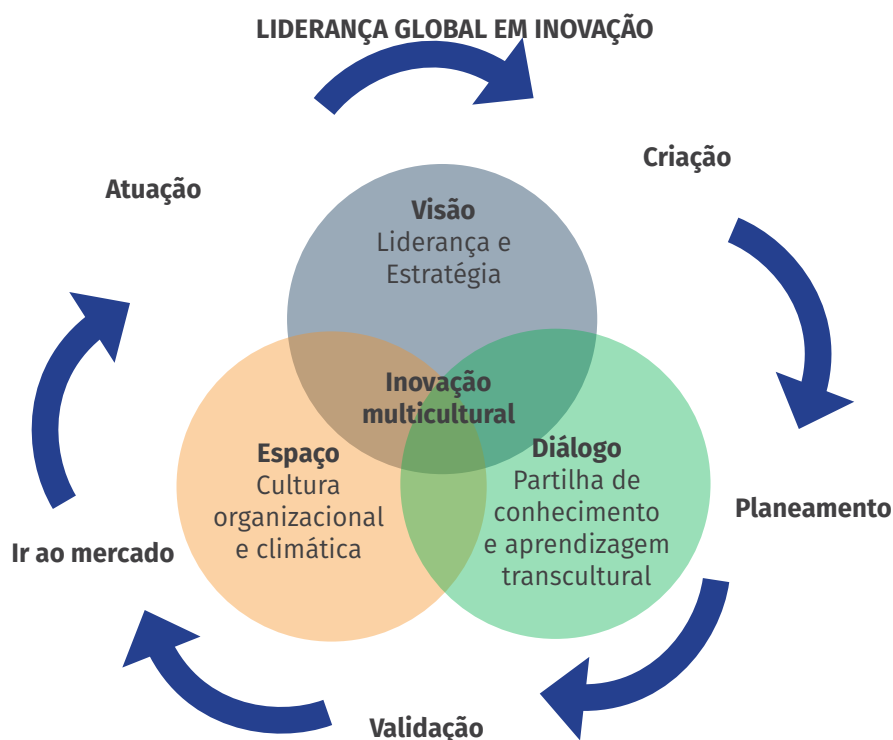 LIDERANÇA GLOBAL EM INOVAÇÃO
Criação
Atuação
Visão
Liderança e
Estratégia
Inovação
multicultural
Espaço
Cultura
organizacional
e climática
Diálogo
Partilha de
conhecimento
e aprendizagem
transcultural
Planeamento
Ir ao mercado
Validação